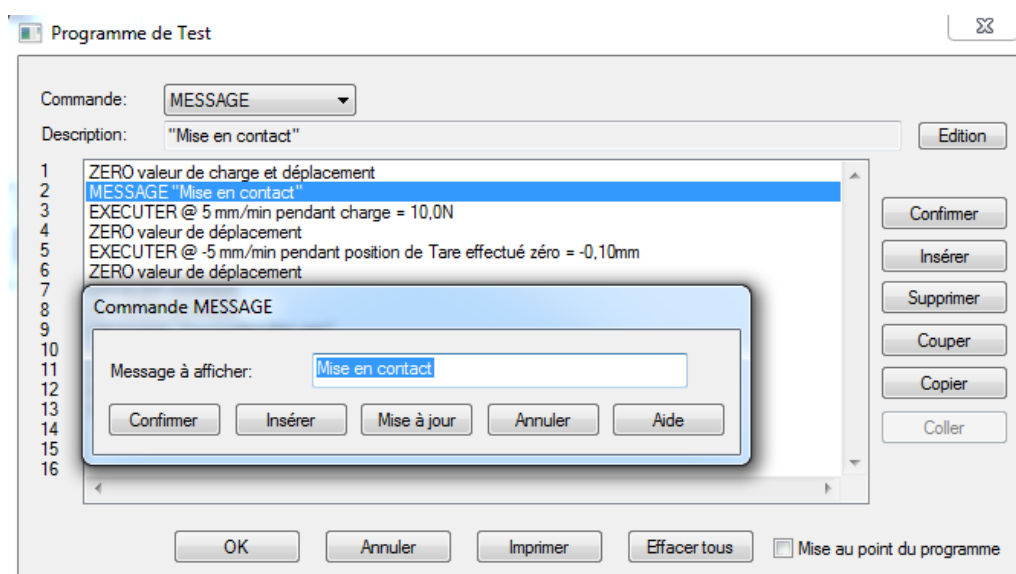 Programme de Test
Commande: MESSAGE
Description: "Mise en contact" Edition
1 ZERO valeur de charge et déplacement
2 MESSAGE "Mise en contact"
3 EXECUTER @ 5 mm/min pendant charge = 10,0N
4 ZERO valeur de déplacement
5 EXECUTER @ -5 mm/min pendant position de Tare effectué zéro = -0,10mm
6 ZERO valeur de déplacement
7
8
9
10
11
12
13
14
15
16
Commande MESSAGE
Message à afficher: Mise en contact
Confirmer Insérer Mise à jour Annuler Aide
Confirmer
Insérer
Supprimer
Couper
Copier
Coller
OK Annuler Imprimer Effacer tous Mise au point du programme